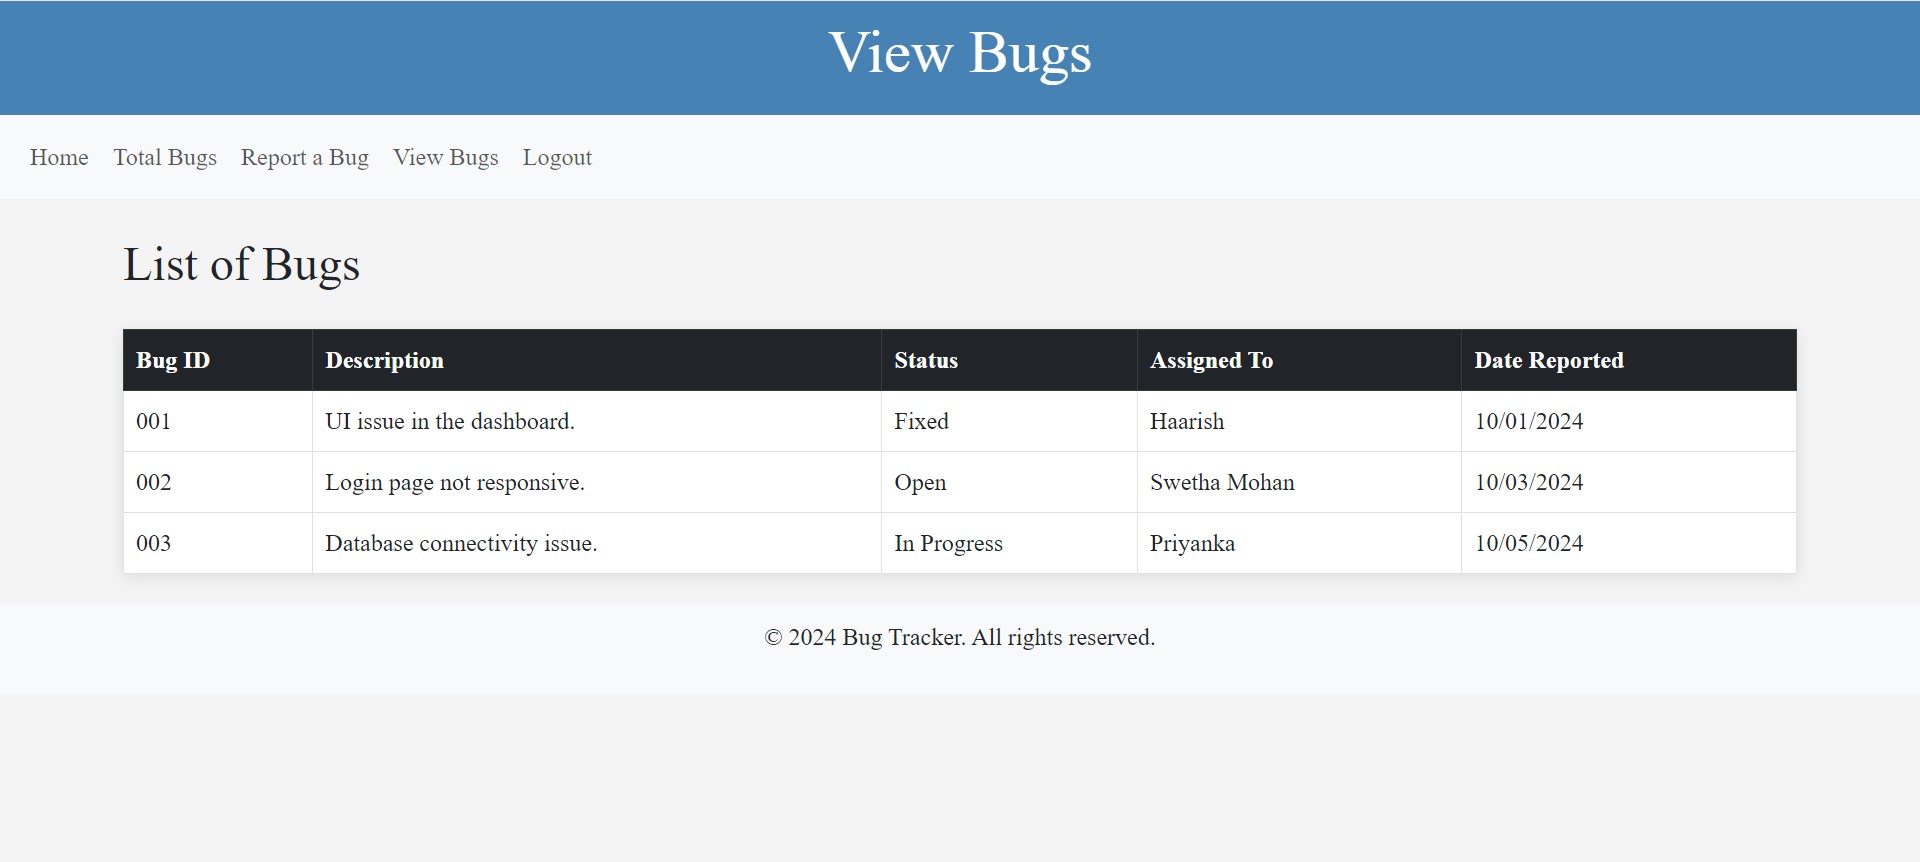 View Bugs
Home Total Bugs Report a Bug View Bugs Logout
List of Bugs
Bug ID Description Status Assigned To Date Reported
001 UI issue in the dashboard. Fixed Haarish 10/01/2024
002 Login page not responsive. Open Swetha Mohan 10/03/2024
003 Database connectivity issue. In Progress Priyanka 10/05/2024
© 2024 Bug Tracker. All rights reserved.